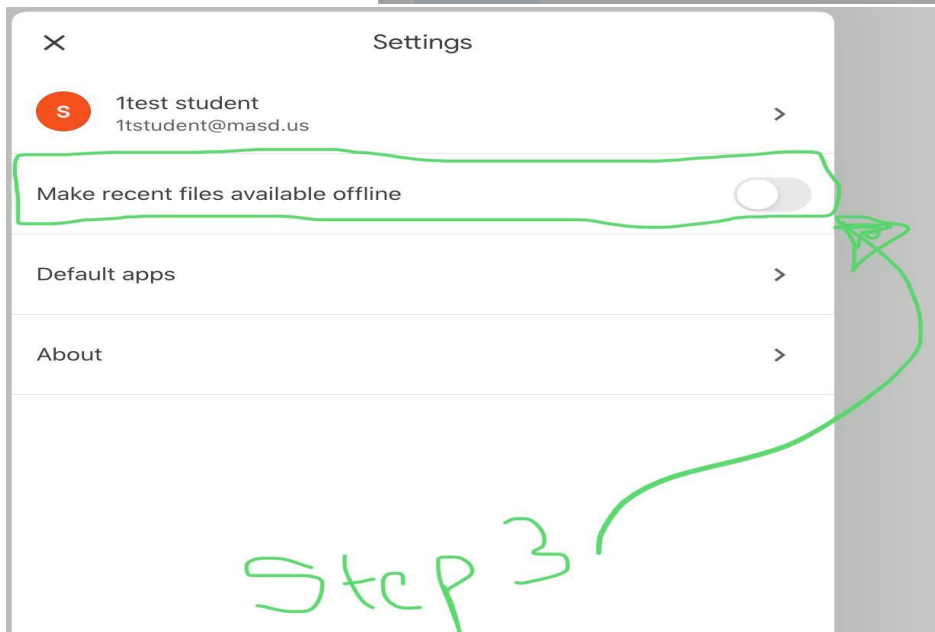 Settings
S
1test student
1tstudent@masd.us
Make recent files available offline
Default apps
About
Step 3